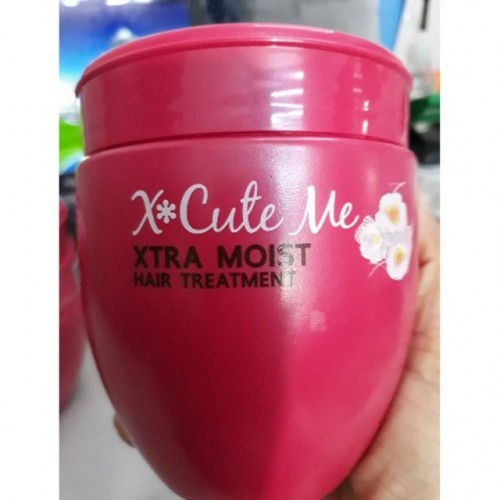 X*Cute Me
XTRA MOIST
HAIR TREATMENT